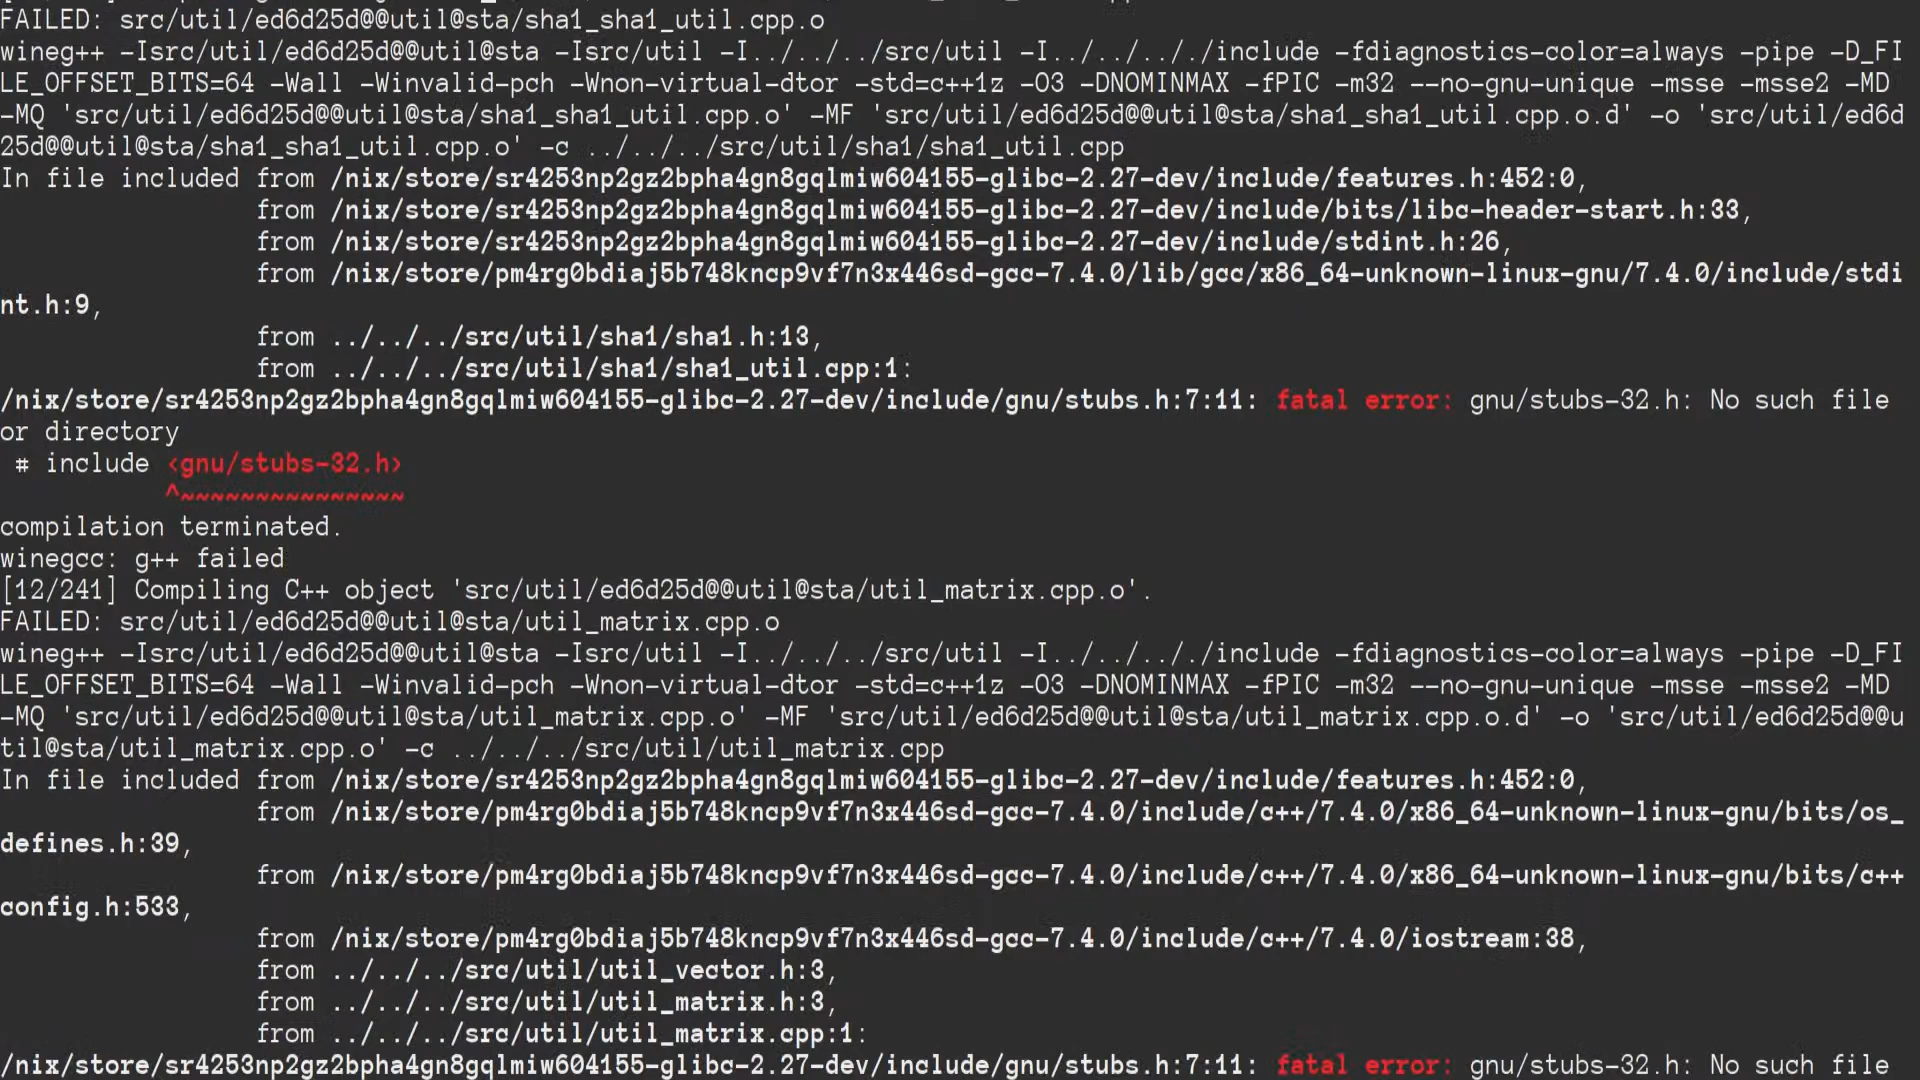 FAILED: src/util/ed6d25d@@util@sta/sha1_sha1_util.cpp.o
wineg++ -Isrc/util/ed6d25d@@util@sta -Isrc/util -I../../../src/util -I../../.././include -fdiagnostics-color=always -pipe -D_FI
LE_OFFSET_BITS=64 -Wall -Winvalid-pch -Wnon-virtual-dtor -std=c++1z -O3 -DNOMINMAX -fPIC -m32 --no-gnu-unique -msse -msse2 -MD
-MQ 'src/util/ed6d25d@@util@sta/sha1_sha1_util.cpp.o' -MF 'src/util/ed6d25d@@util@sta/sha1_sha1_util.cpp.o.d' -o 'src/util/ed6d
25d@@util@sta/sha1_sha1_util.cpp.o' -c ../../../src/util/sha1/sha1_util.cpp
In file included from /nix/store/sr4253np2gz2bpha4gn8gqlmiw604155-glibc-2.27-dev/include/features.h:452:0,
from /nix/store/sr4253np2gz2bpha4gn8gqlmiw604155-glibc-2.27-dev/include/bits/libc-header-start.h:33,
from /nix/store/sr4253np2gz2bpha4gn8gqlmiw604155-glibc-2.27-dev/include/stdint.h:26,
from /nix/store/pm4rg0bdiaj5b748kncp9vf7n3x446sd-gcc-7.4.0/lib/gcc/x86_64-unknown-linux-gnu/7.4.0/include/stdi
nt.h:9,
from ../../../src/util/sha1/sha1.h:13,
from ../../../src/util/sha1/sha1_util.cpp:1:
/nix/store/sr4253np2gz2bpha4gn8gqlmiw604155-glibc-2.27-dev/include/gnu/stubs.h:7:11: fatal error: gnu/stubs-32.h: No such file
or directory
# include <gnu/stubs-32.h>
^~~~~~~~~~~~~~~~
compilation terminated.
winegcc: g++ failed
[12/241] Compiling C++ object 'src/util/ed6d25d@@util@sta/util_matrix.cpp.o'.
FAILED: src/util/ed6d25d@@util@sta/util_matrix.cpp.o
wineg++ -Isrc/util/ed6d25d@@util@sta -Isrc/util -I../../../src/util -I../../.././include -fdiagnostics-color=always -pipe -D_FI
LE_OFFSET_BITS=64 -Wall -Winvalid-pch -Wnon-virtual-dtor -std=c++1z -O3 -DNOMINMAX -fPIC -m32 --no-gnu-unique -msse -msse2 -MD
-MQ 'src/util/ed6d25d@@util@sta/util_matrix.cpp.o' -MF 'src/util/ed6d25d@@util@sta/util_matrix.cpp.o.d' -o 'src/util/ed6d25d@@u
til@sta/util_matrix.cpp.o' -c ../../../src/util/util_matrix.cpp
In file included from /nix/store/sr4253np2gz2bpha4gn8gqlmiw604155-glibc-2.27-dev/include/features.h:452:0,
from /nix/store/pm4rg0bdiaj5b748kncp9vf7n3x446sd-gcc-7.4.0/include/c++/7.4.0/x86_64-unknown-linux-gnu/bits/os_
defines.h:39,
from /nix/store/pm4rg0bdiaj5b748kncp9vf7n3x446sd-gcc-7.4.0/include/c++/7.4.0/x86_64-unknown-linux-gnu/bits/c++
config.h:533,
from /nix/store/pm4rg0bdiaj5b748kncp9vf7n3x446sd-gcc-7.4.0/include/c++/7.4.0/iostream:38,
from ../../../src/util/util_vector.h:3,
from ../../../src/util/util_matrix.h:3,
from ../../../src/util/util_matrix.cpp:1:
/nix/store/sr4253np2gz2bpha4gn8gqlmiw604155-glibc-2.27-dev/include/gnu/stubs.h:7:11: fatal error: gnu/stubs-32.h: No such file